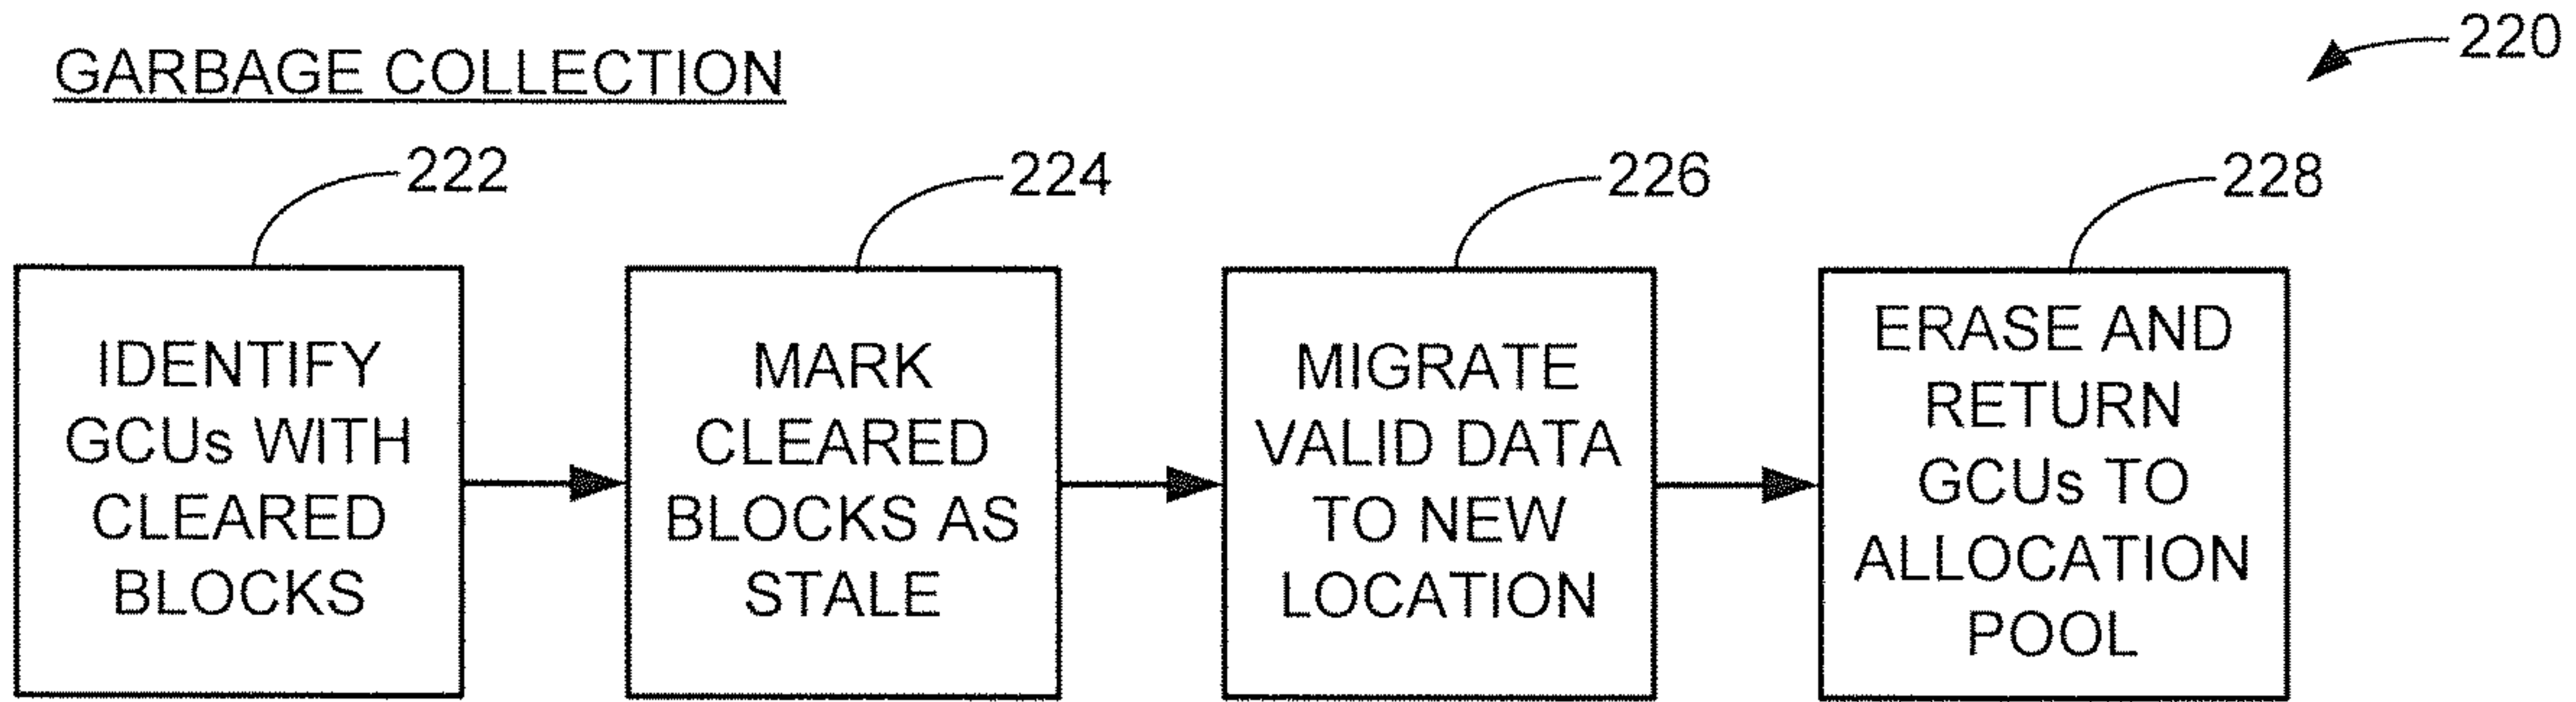 GARBAGE COLLECTION
220
222
224
226
228
IDENTIFY
GCUs WITH
CLEARED
BLOCKS
MARK
CLEARED
BLOCKS AS
STALE
MIGRATE
VALID DATA
TO NEW
LOCATION
ERASE AND
RETURN
GCUs TO
ALLOCATION
POOL